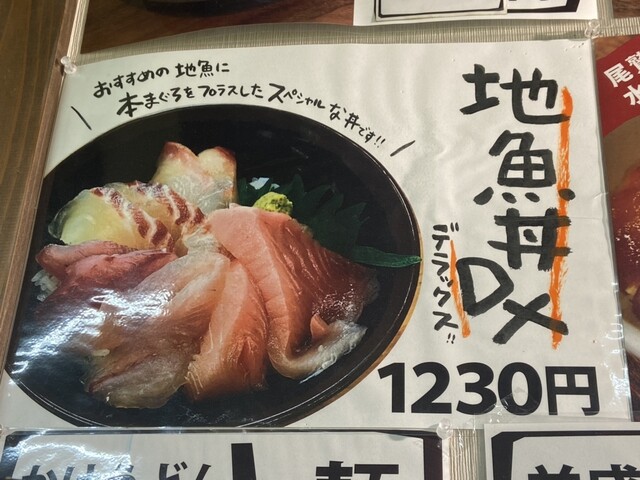 おすすめの地魚に
本まぐろをプラスしたスペシャルな丼です!!
地魚丼DX
デラックス!!
1230円